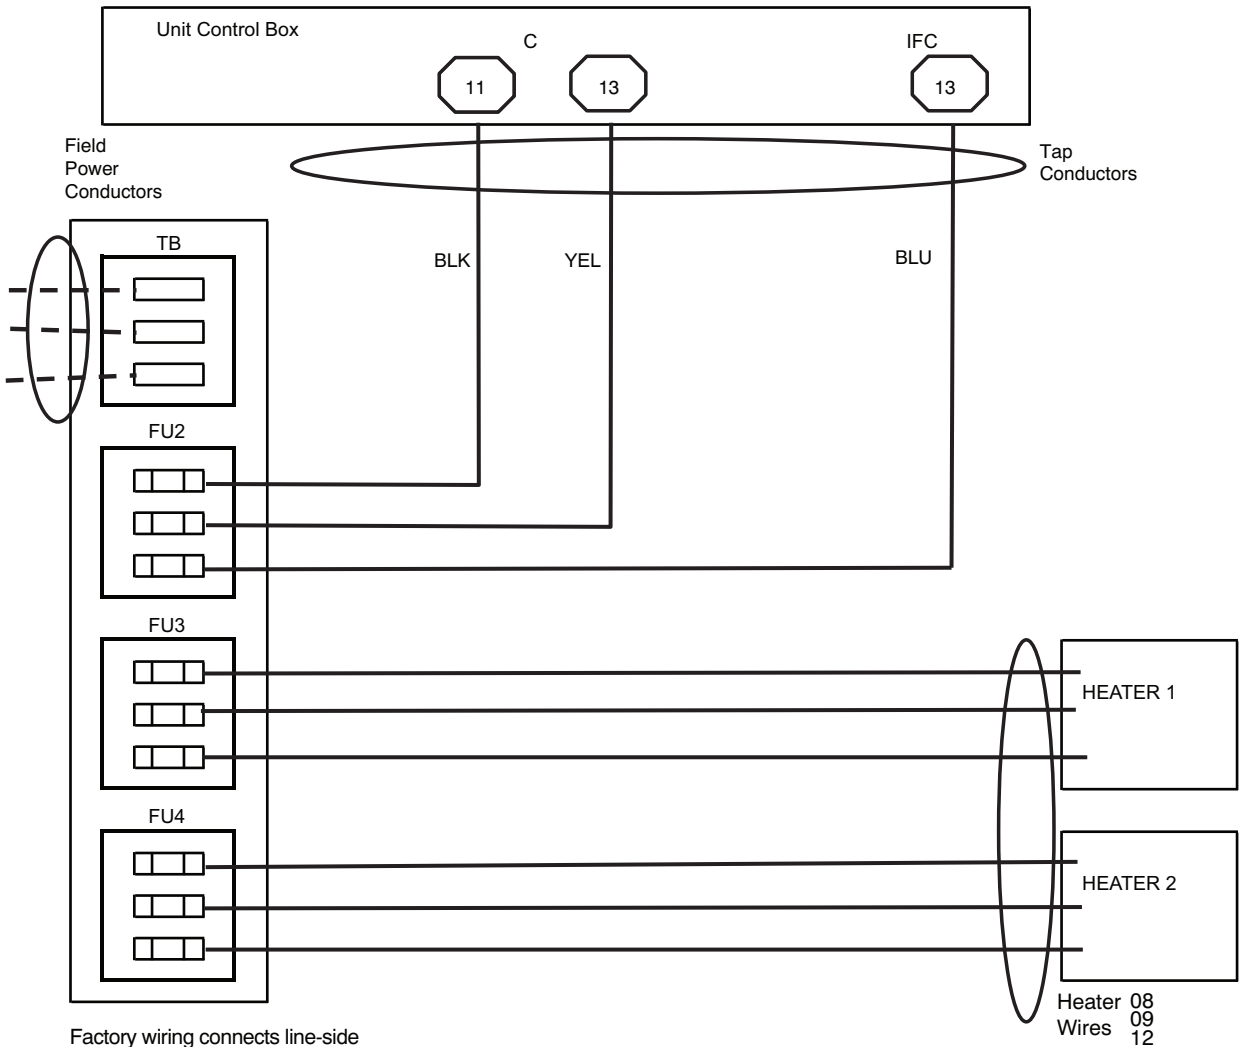 Unit Control Box
C
IFC
11
13
13
Field
Power
Conductors
Tap
Conductors
TB
BLK
YEL
BLU
FU2
FU3
HEATER 1
FU4
HEATER 2
Heater 08
Wires 09
12
Factory wiring connects line-side